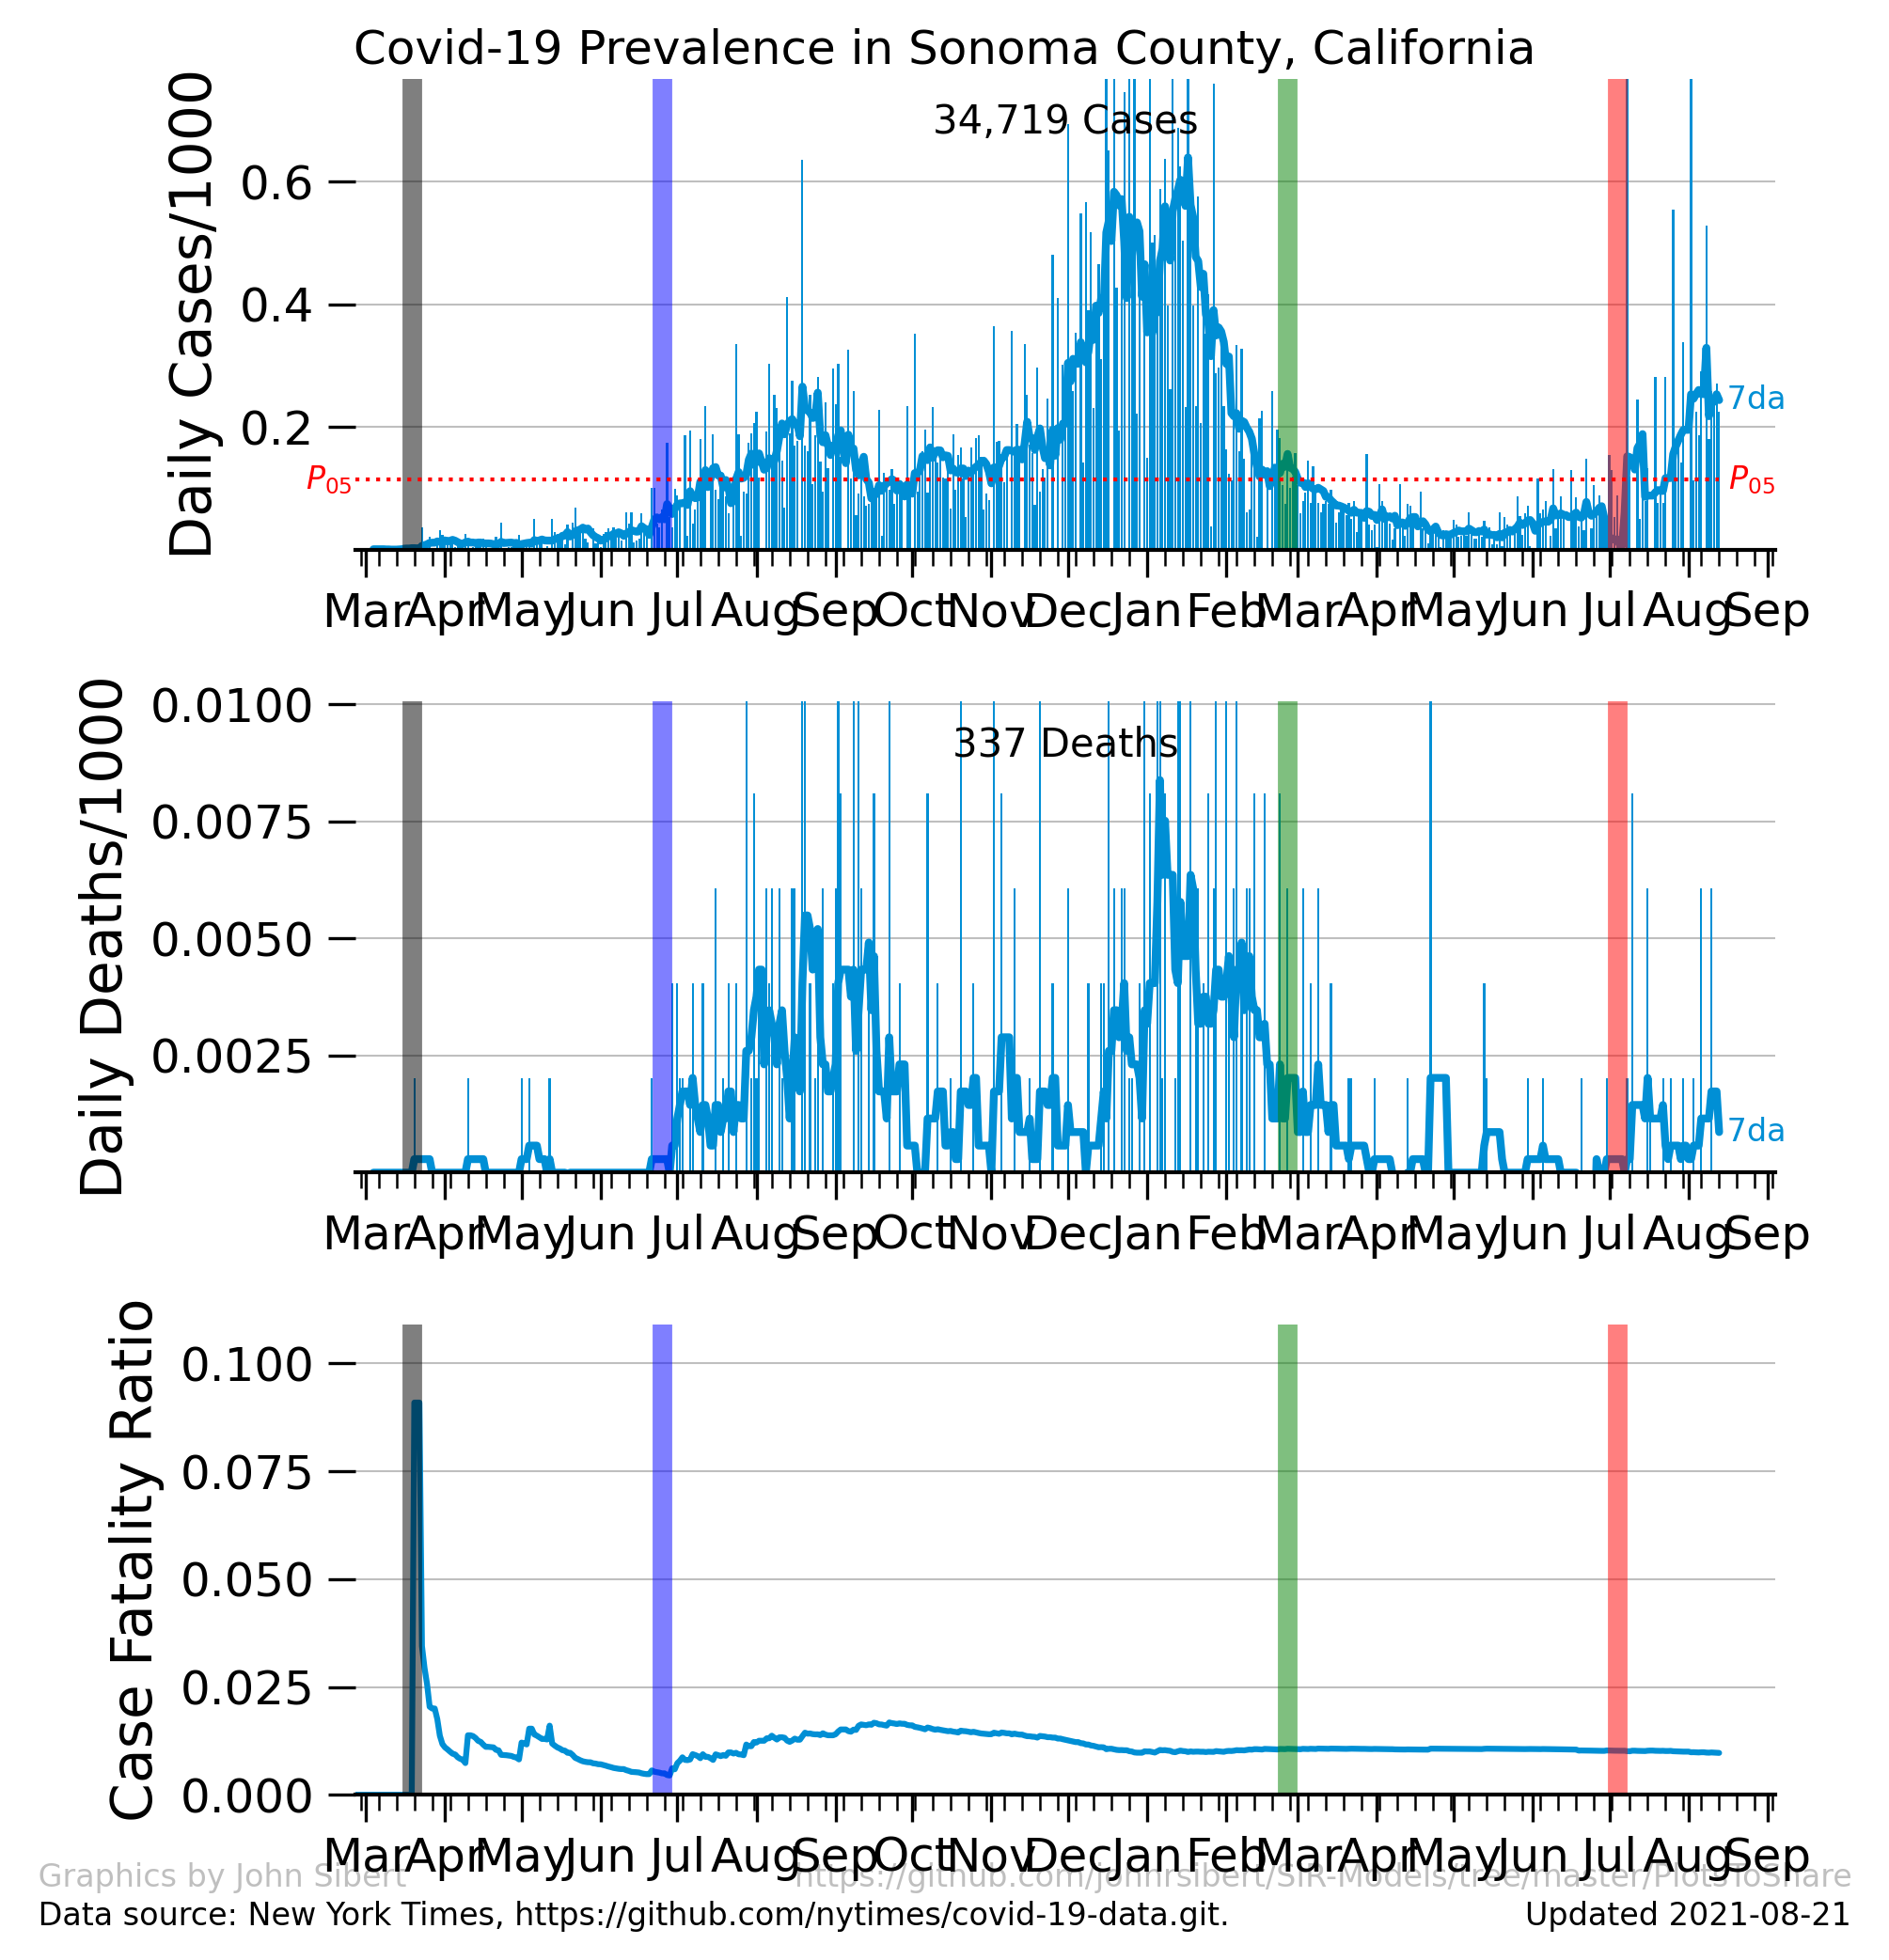 Covid-19 Prevalence in Sonoma County, California
Daily Cases/1000
34,719 Cases
0.6
0.4
0.2
7da
P05
P05
Mar Apr May Jun Jul Aug Sep Oct Nov Dec Jan Feb Mar Apr May Jun Jul Aug Sep
Daily Deaths/1000
0.0100
337 Deaths
0.0075
0.0050
0.0025
7da
Mar Apr May Jun Jul Aug Sep Oct Nov Dec Jan Feb Mar Apr May Jun Jul Aug Sep
Case Fatality Ratio
0.100
0.075
0.050
0.025
0.000
Mar Apr May Jun Jul Aug Sep Oct Nov Dec Jan Feb Mar Apr May Jun Jul Aug Sep
Graphics by John Sibert
https://github.com/johnrsibert/SIR-Models/tree/master/PlotsToShare
Data source: New York Times, https://github.com/nytimes/covid-19-data.git.
Updated 2021-08-21